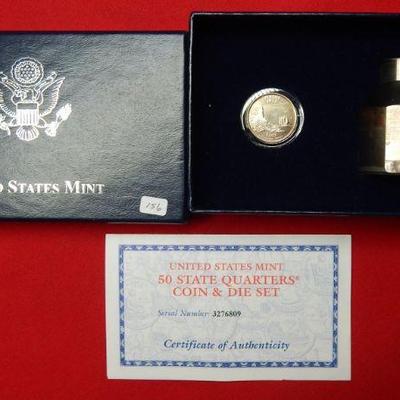 D STATES MINT
156
UNITED STATES MINT
50 STATE QUARTERS®
COIN & DIE SET
Serial Number: 3276809
Certificate of Authenticity